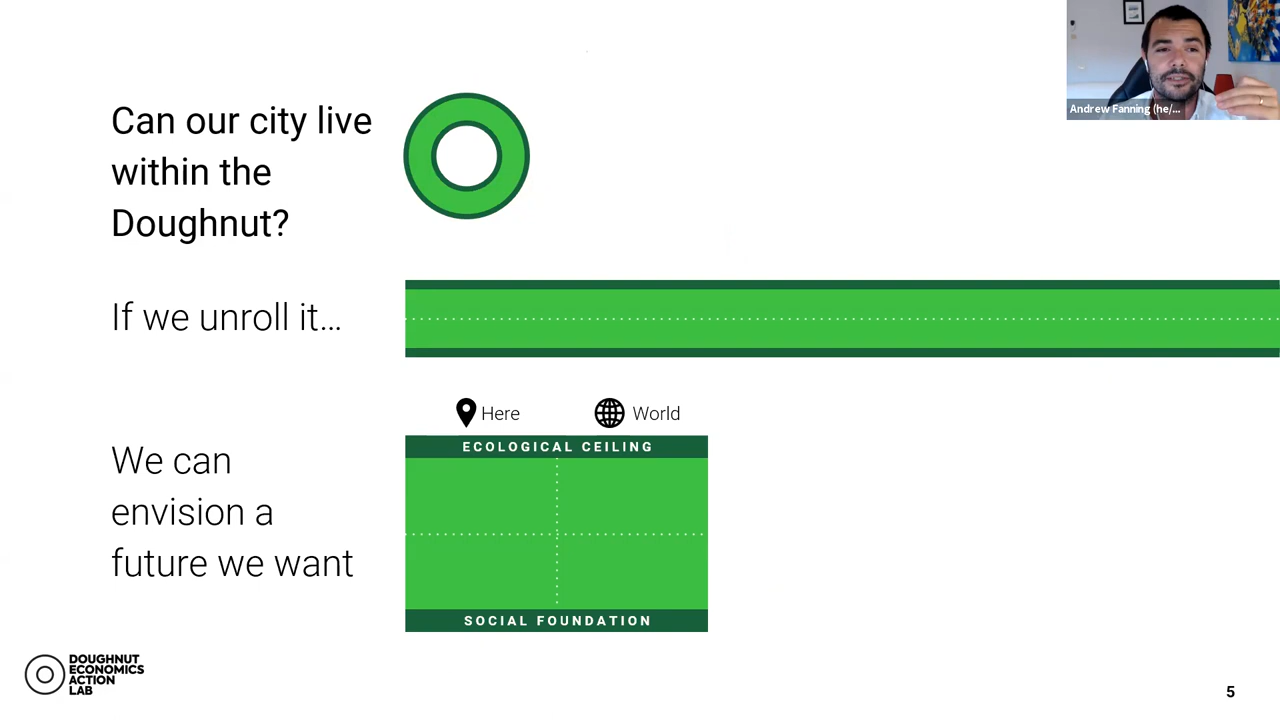 Andrew Fanning (he/...
Can our city live
within the
Doughnut?
If we unroll it...
Here
World
ECOLOGICAL CEILING
We can
envision a
future we want
SOCIAL FOUNDATION
DOUGHNUT
ECONOMICS
ACTION
LAB
5